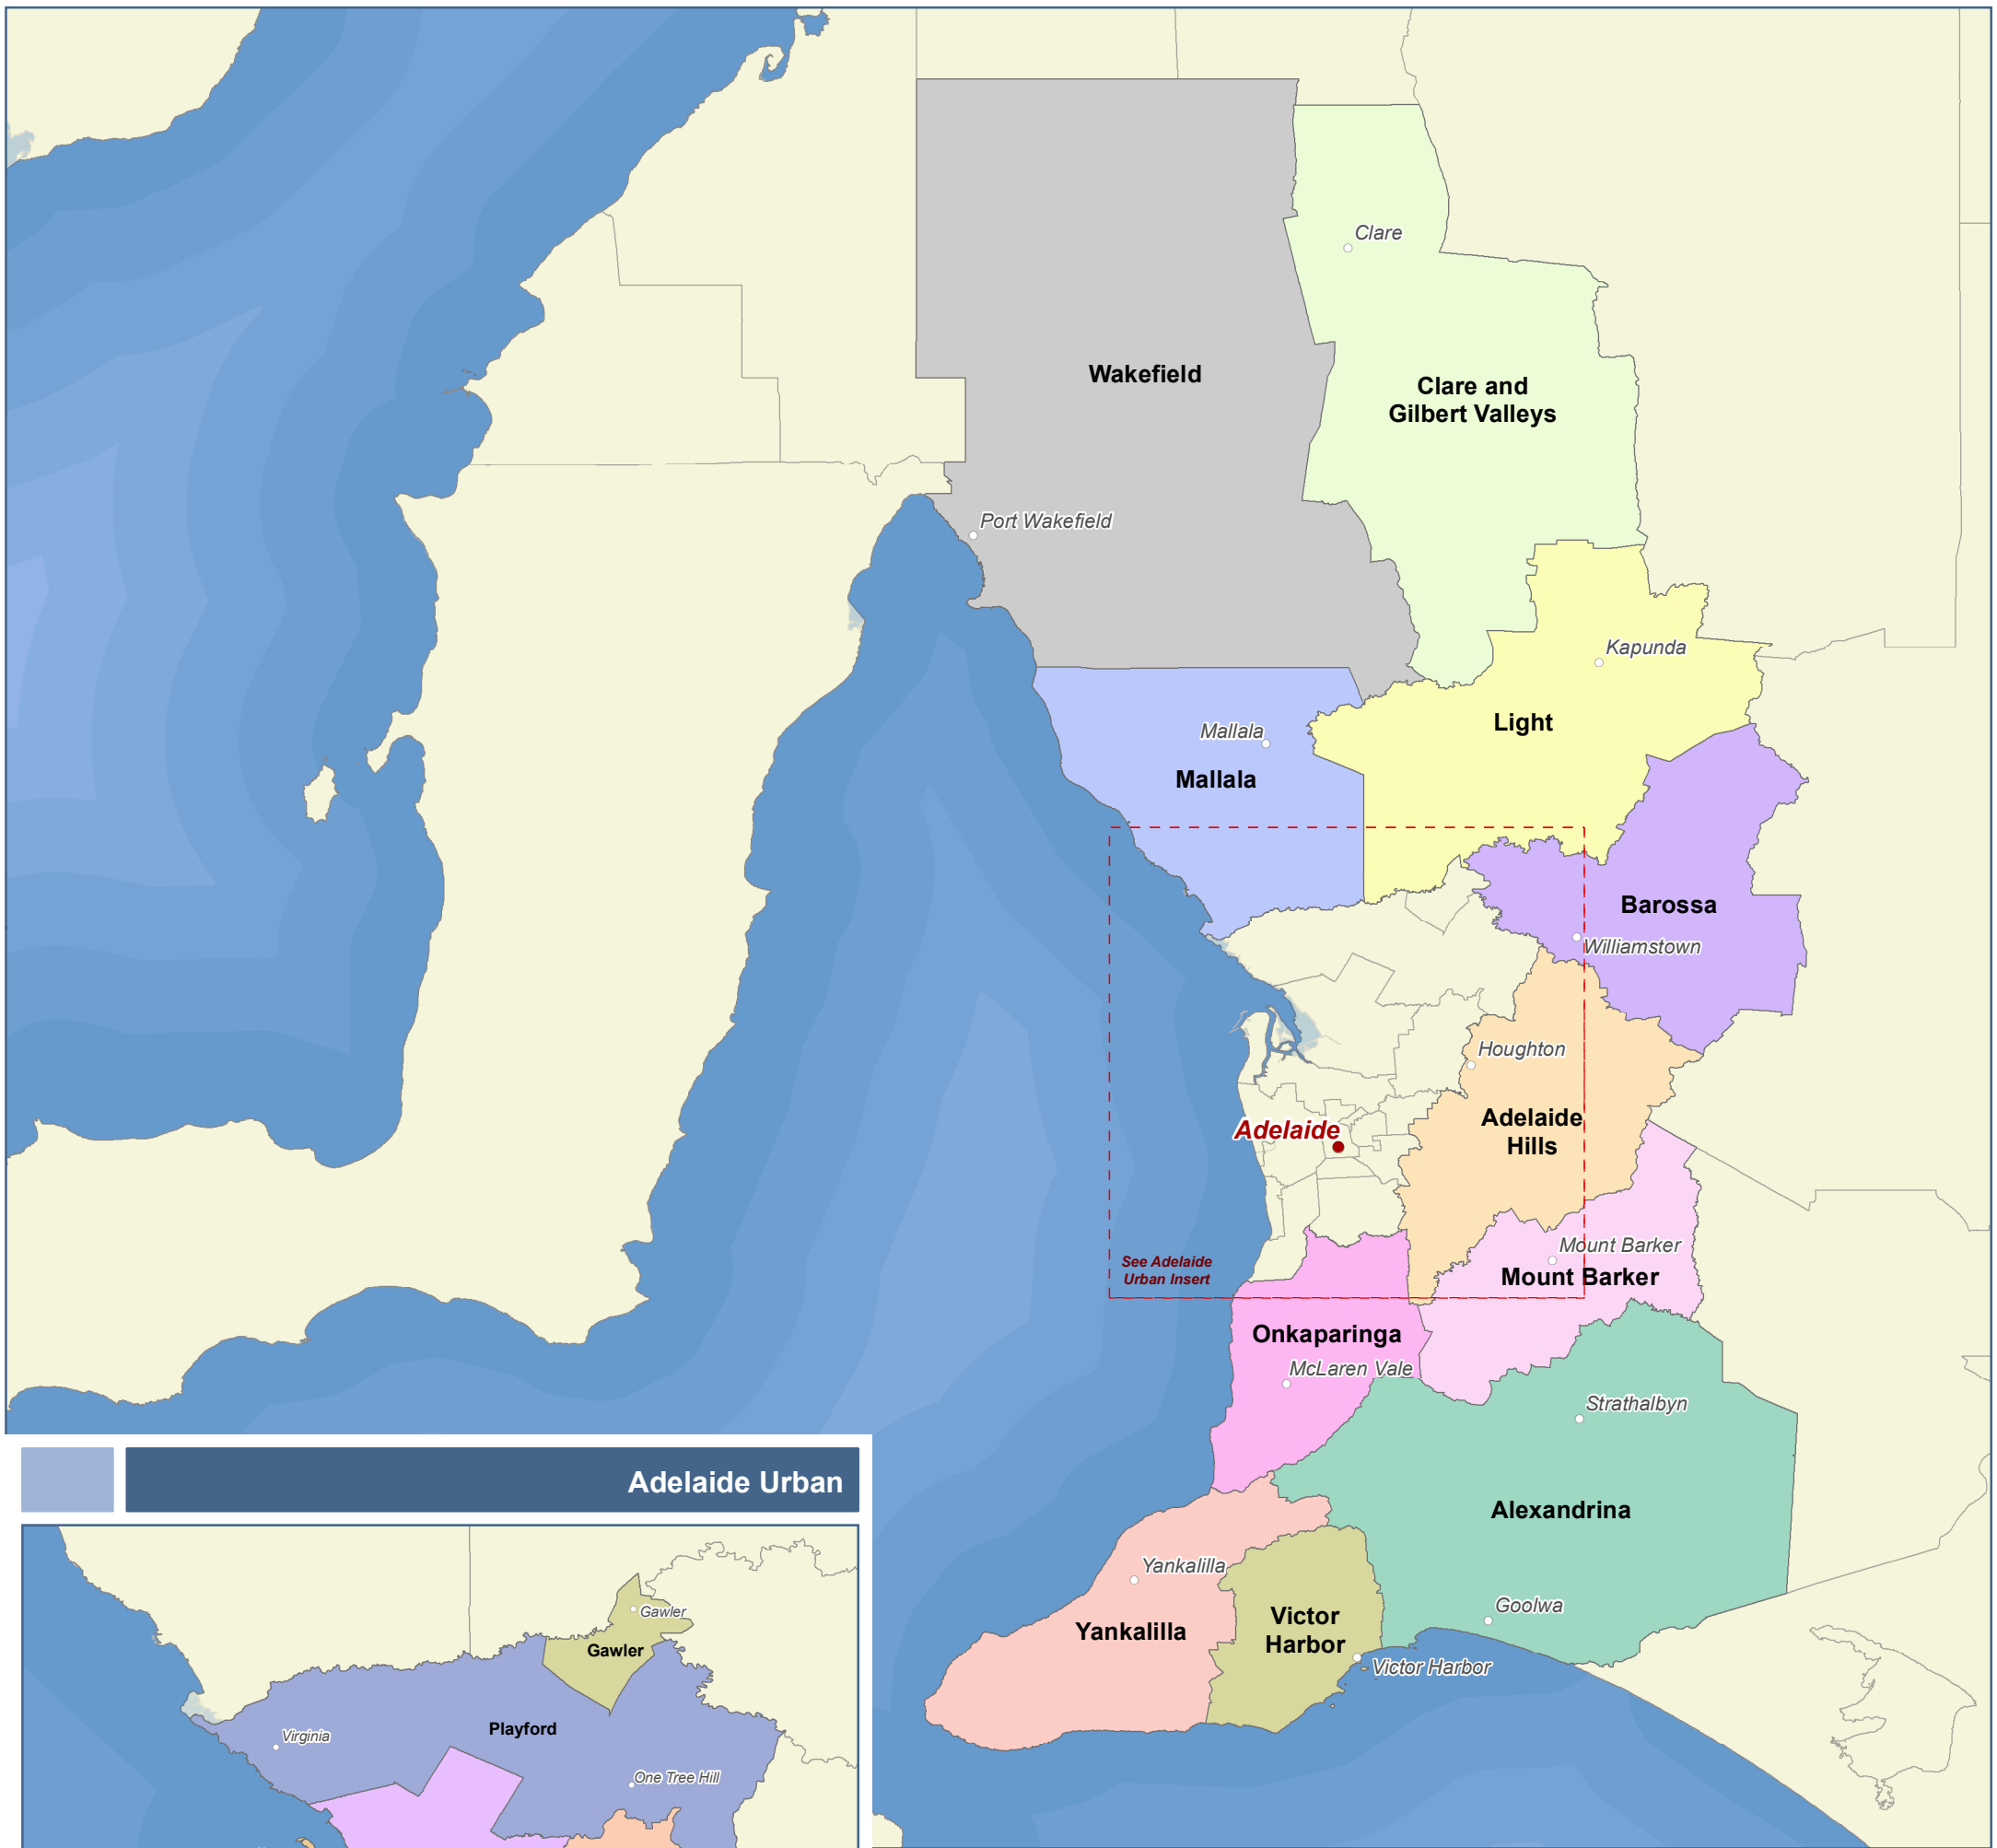 Clare
Wakefield
Clare and
Gilbert Valleys
Port Wakefield
Kapunda
Light
Mallala
Mallala
Barossa
Williamstown
Houghton
Adelaide
Hills
Adelaide
Mount Barker
See Adelaide
Urban Insert
Mount Barker
Onkaparinga
McLaren Vale
Strathalbyn
Alexandrina
Yankalilla
Goolwa
Victor
Harbor
Yankalilla
Victor Harbor
Adelaide Urban
Gawler
Gawler
Playford
Virginia
One Tree Hill